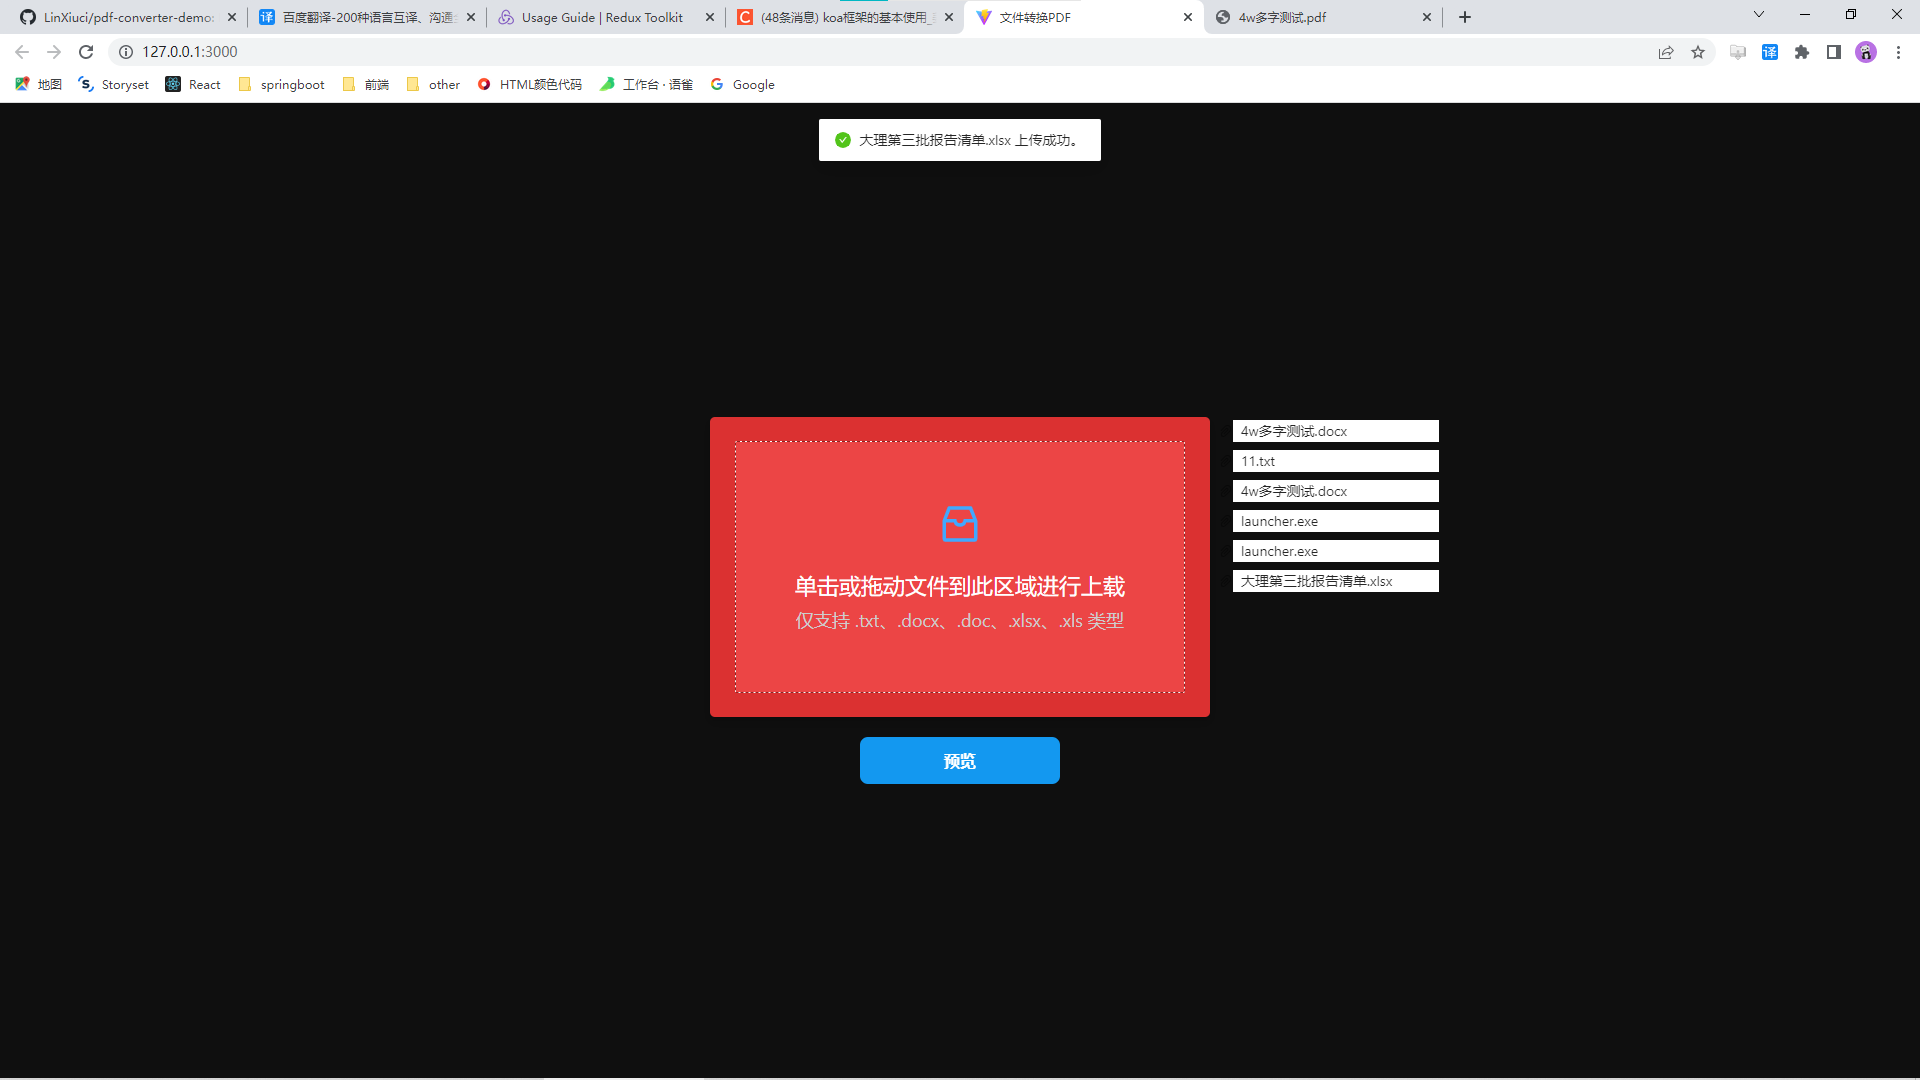 LinXiuci/pdf-converter-demo:
百度翻译-200种语言互译、沟通
Usage Guide | Redux Toolkit
(48条消息) koa框架的基本使用_
文件转换PDF
4w多字测试.pdf
127.0.0.1:3000
译
地图
Storyset
React
springboot
前端
other
HTML颜色代码
工作台 · 语雀
Google
大理第三批报告清单.xlsx 上传成功。
4w多字测试.docx
11.txt
4w多字测试.docx
launcher.exe
launcher.exe
大理第三批报告清单.xlsx
单击或拖动文件到此区域进行上载
仅支持 .txt、.docx、.doc、.xlsx、.xls 类型
预览